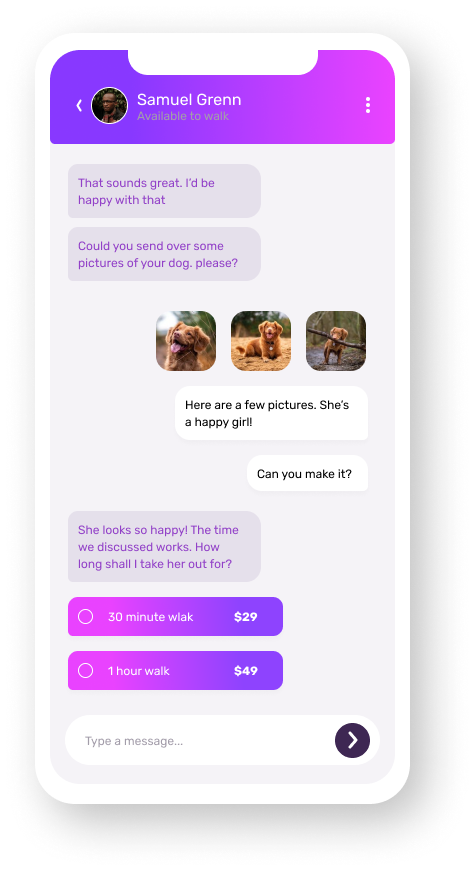 Samuel Grenn
Available to walk
That sounds great. I'd be
happy with that
Could you send over some
pictures of your dog. please?
Here are a few pictures. She's
a happy girl!
Can you make it?
She looks so happy! The time
we discussed works. How
long shall I take her out for?
30 minute wlak $29
1 hour walk $49
Type a message...